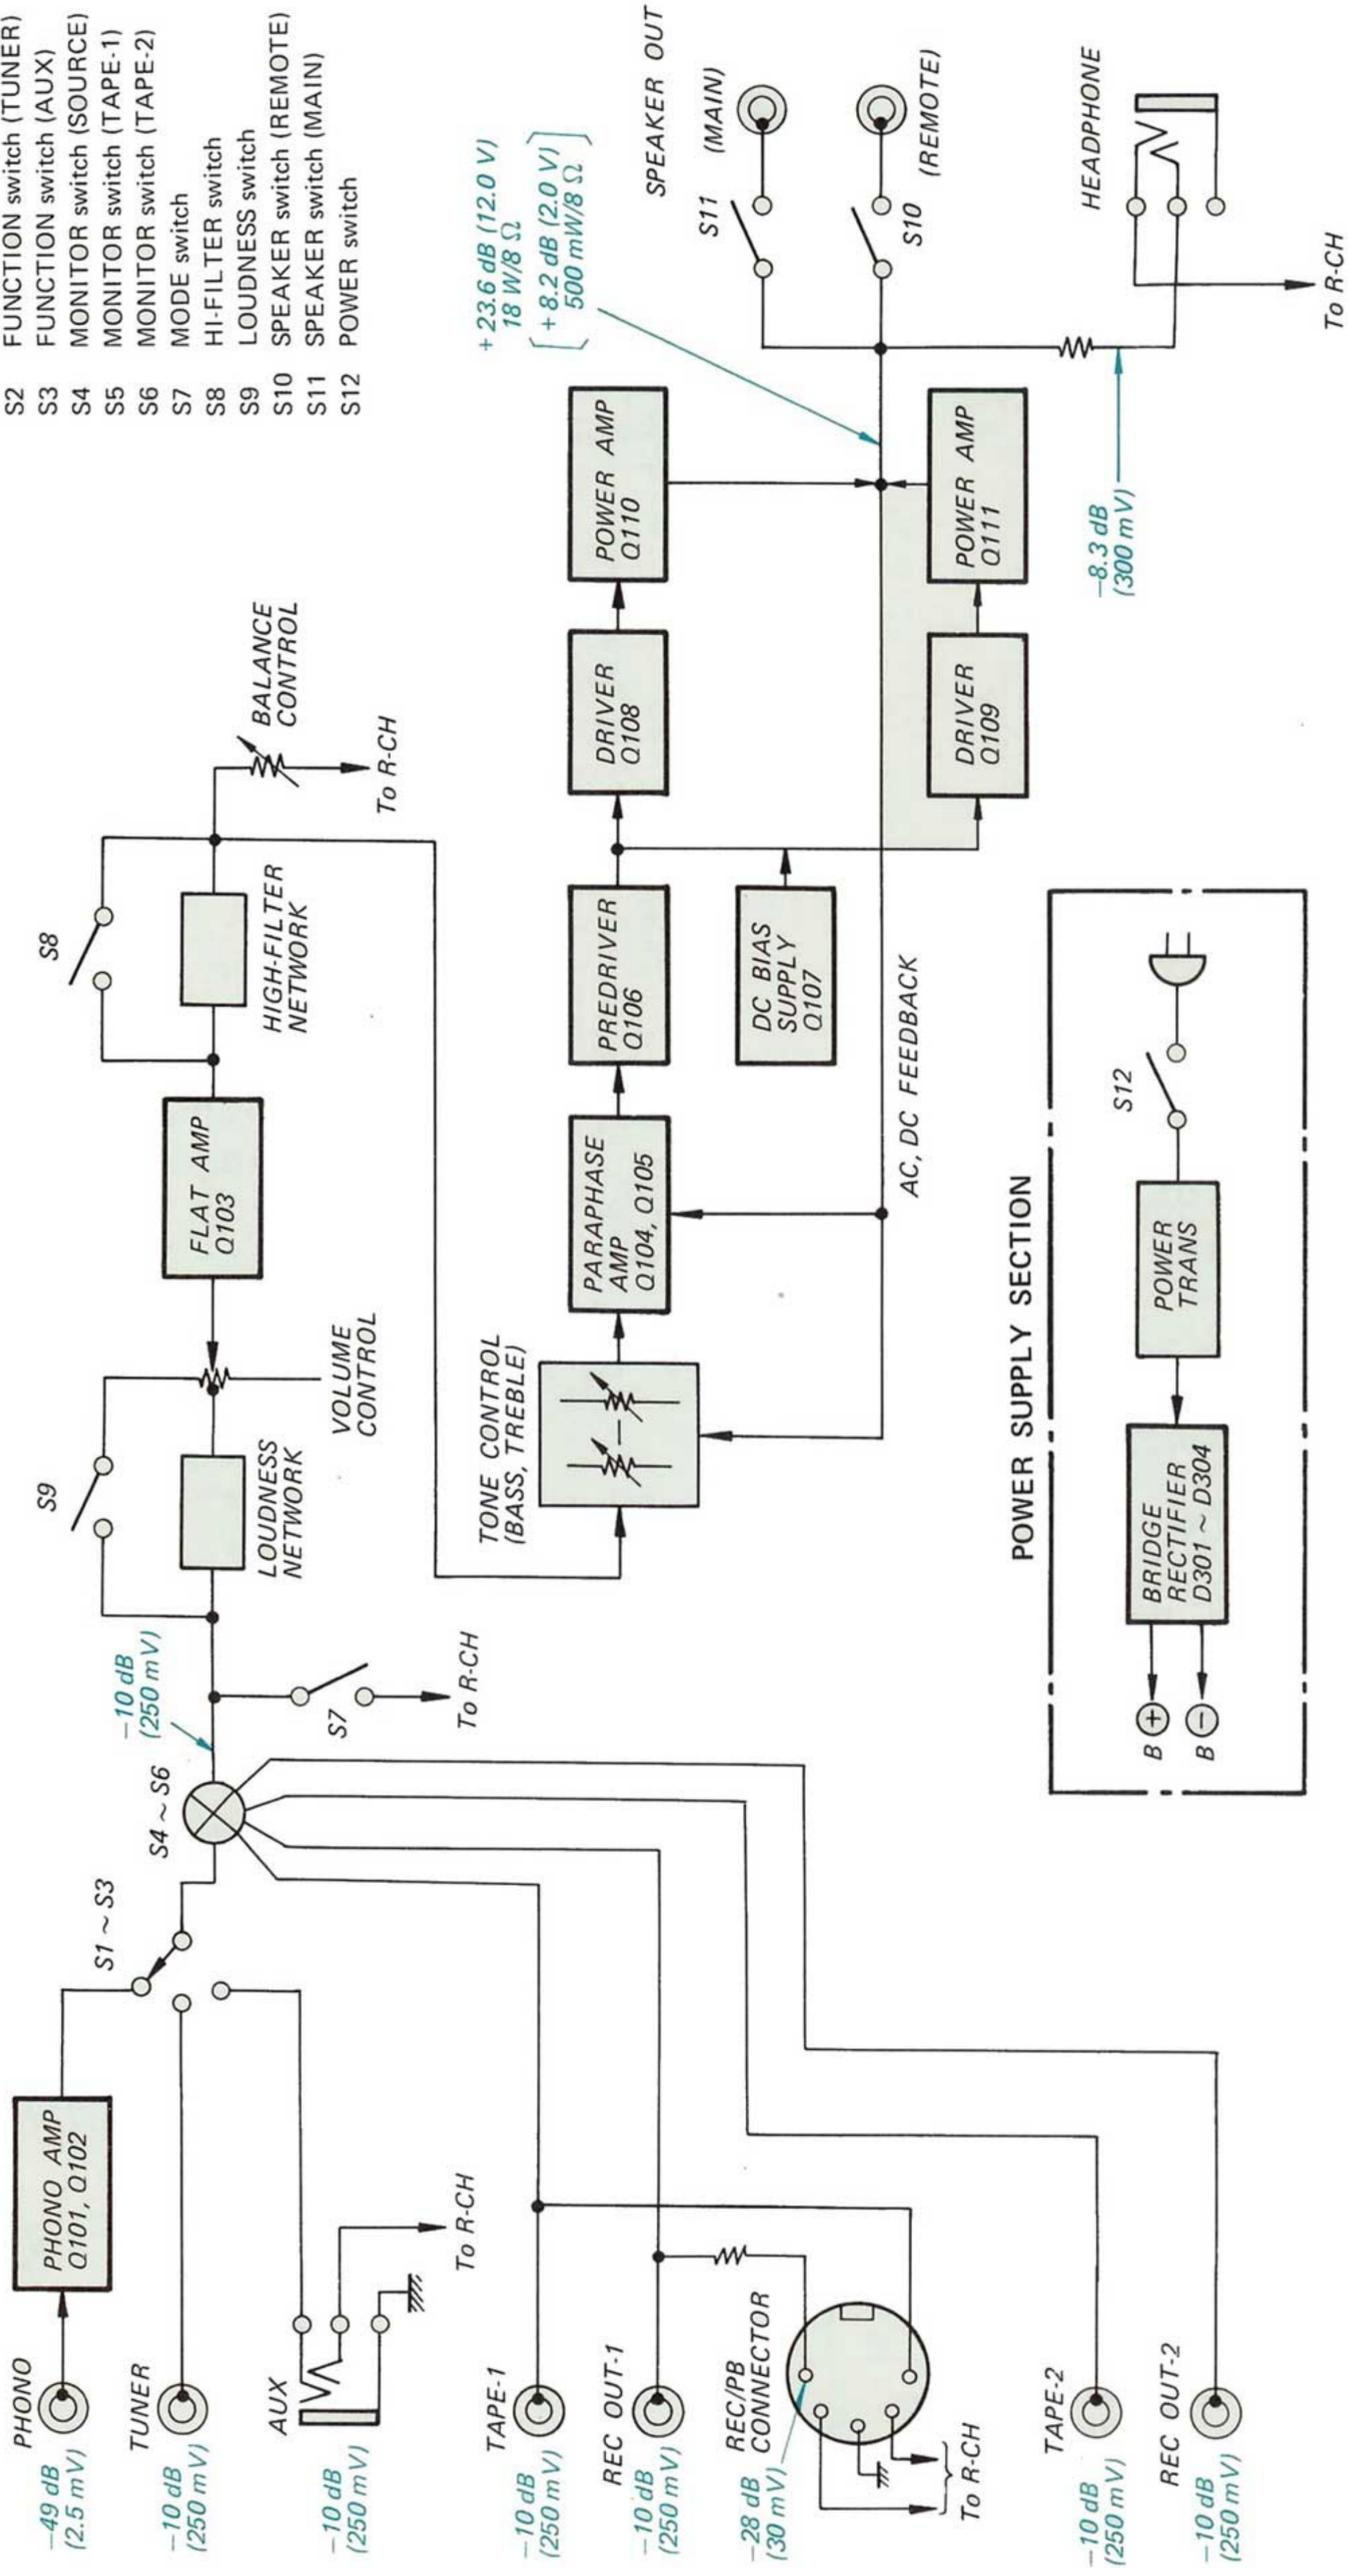 S2 FUNCTION switch (TUNER)
S3 FUNCTION switch (AUX)
S4 MONITOR switch (SOURCE)
S5 MONITOR switch (TAPE-1)
S6 MONITOR switch (TAPE-2)
S7 MODE switch
S8 HI-FILTER switch
S9 LOUDNESS switch
S10 SPEAKER switch (REMOTE)
S11 SPEAKER switch (MAIN)
S12 POWER switch
PHONO
−49 dB
(2.5 mV)
PHONO AMP
Q101, Q102
TUNER
−10 dB
(250 mV)
AUX
−10 dB
(250 mV)
To R-CH
S1 ~ S3
S4 ~ S6
−10 dB
(250 mV)
S7
To R-CH
S9
LOUDNESS
NETWORK
VOLUME
CONTROL
FLAT AMP
Q103
S8
HIGH-FILTER
NETWORK
BALANCE
CONTROL
To R-CH
TAPE-1
−10 dB
(250 mV)
REC OUT-1
−10 dB
(250 mV)
REC/PB
CONNECTOR
−28 dB
(30 mV)
To R-CH
TAPE-2
−10 dB
(250 mV)
REC OUT-2
−10 dB
(250 mV)
TONE CONTROL
(BASS, TREBLE)
PARAPHASE
AMP
Q104, Q105
PREDRIVER
Q106
DC BIAS
SUPPLY
Q107
DRIVER
Q108
POWER AMP
Q110
DRIVER
Q109
POWER AMP
Q111
AC, DC FEEDBACK
+23.6 dB (12.0 V)
18 W/8 Ω
[+8.2 dB (2.0 V)
500 mW/8 Ω]
SPEAKER OUT
S11
(MAIN)
S10
(REMOTE)
−8.3 dB
(300 mV)
HEADPHONE
To R-CH
POWER SUPPLY SECTION
B +
B −
BRIDGE
RECTIFIER
D301 ~ D304
POWER
TRANS
S12